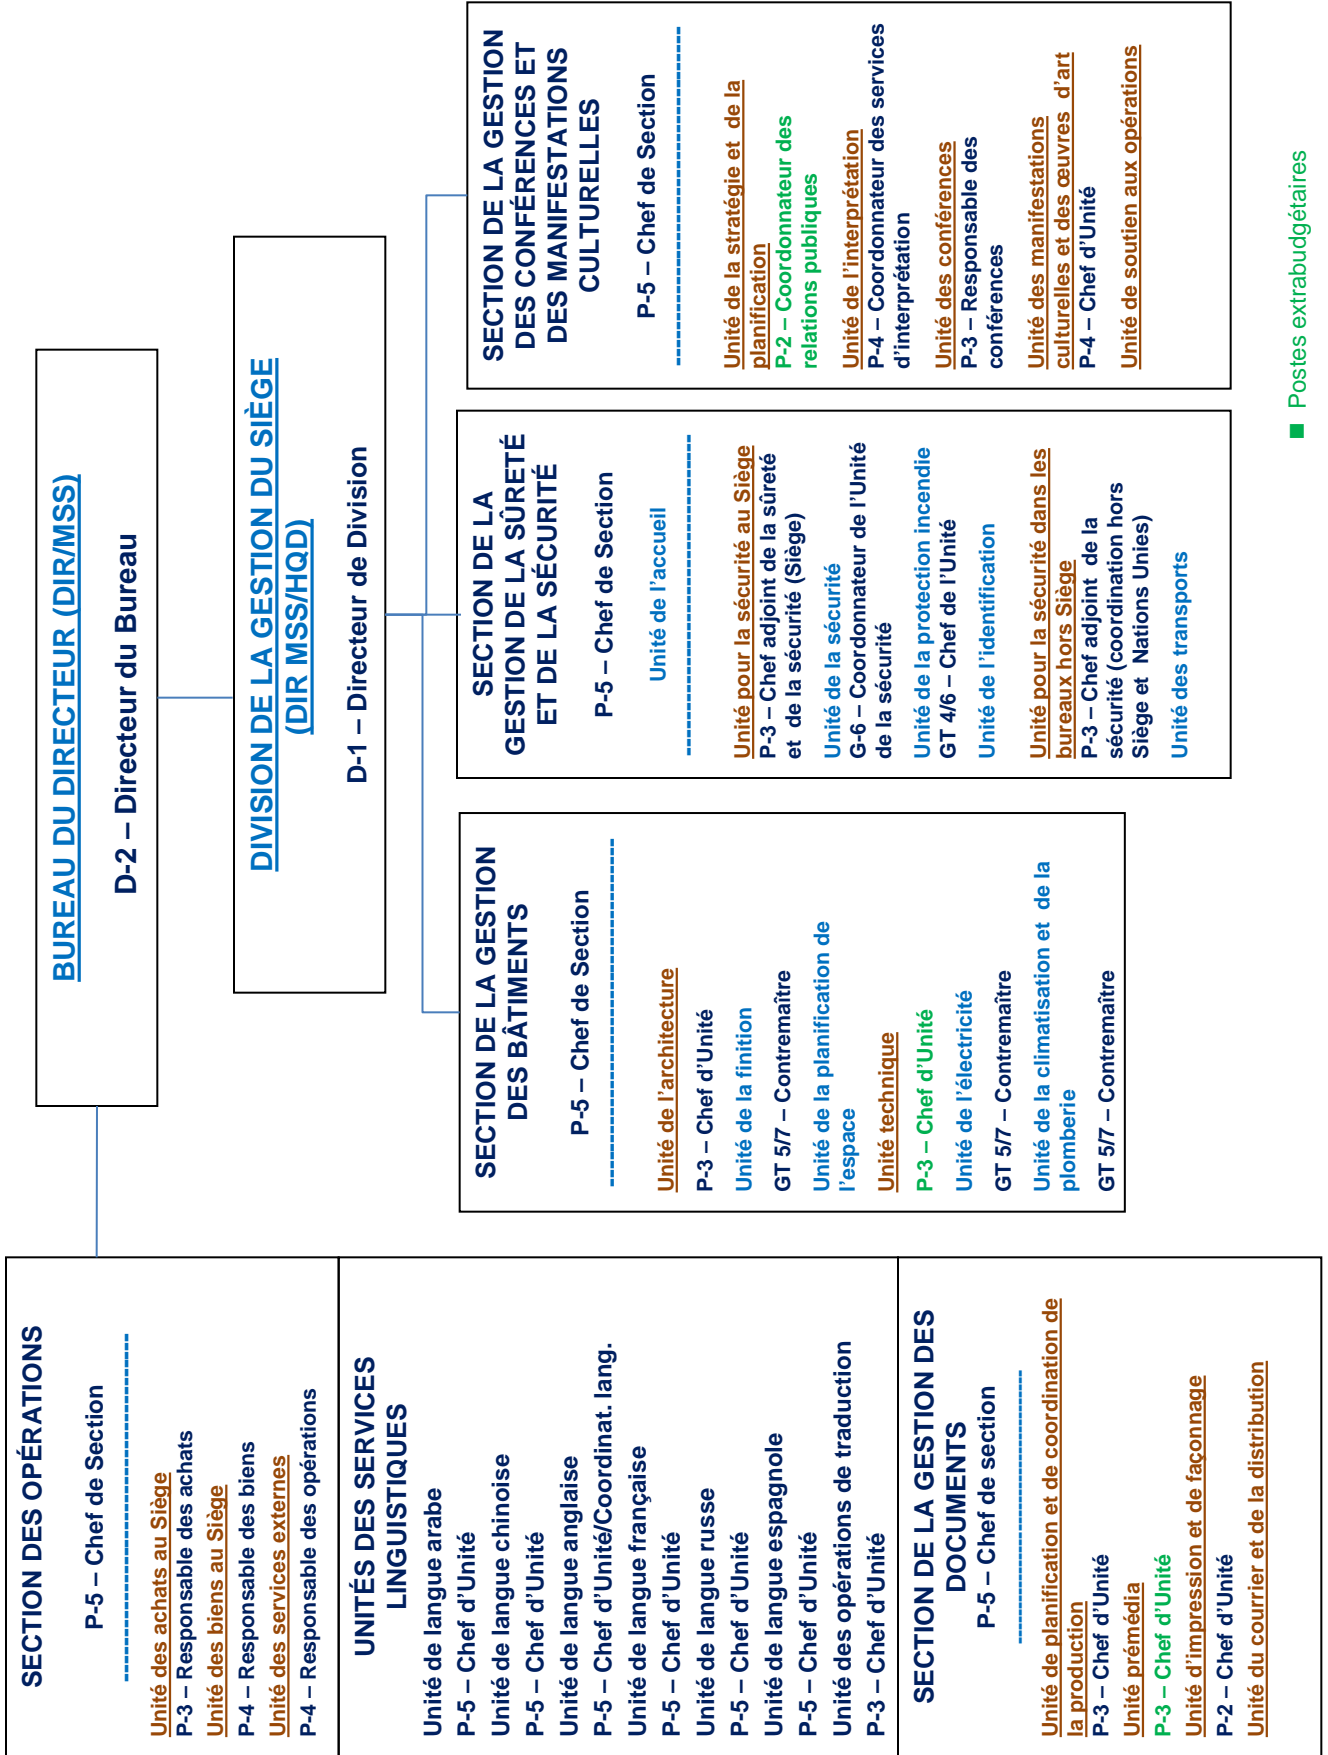 BUREAU DU DIRECTEUR (DIR/MSS)
D-2 – Directeur du Bureau
DIVISION DE LA GESTION DU SIÈGE
(DIR MSS/HQD)
D-1 – Directeur de Division
SECTION DES OPÉRATIONS
P-5 – Chef de Section
Unité des achats au Siège
P-3 – Responsable des achats
Unité des biens au Siège
P-4 – Responsable des biens
Unité des services externes
P-4 – Responsable des opérations
UNITÉS DES SERVICES
LINGUISTIQUES
Unité de langue arabe
P-5 – Chef d'Unité
Unité de langue chinoise
P-5 – Chef d'Unité
Unité de langue anglaise
P-5 – Chef d'Unité/Coordinat. lang.
Unité de langue française
P-5 – Chef d'Unité
Unité de langue russe
P-5 – Chef d'Unité
Unité de langue espagnole
P-5 – Chef d'Unité
Unité des opérations de traduction
P-3 – Chef d'Unité
SECTION DE LA GESTION DES
DOCUMENTS
P-5 – Chef de section
Unité de planification et de coordination de
la production
P-3 – Chef d'Unité
Unité prémédia
P-3 – Chef d'Unité
Unité d'impression et de façonnage
P-2 – Chef d'Unité
Unité du courrier et de la distribution
SECTION DE LA GESTION
DES BÂTIMENTS
P-5 – Chef de Section
Unité de l'architecture
P-3 – Chef d'Unité
Unité de la finition
GT 5/7 – Contremaître
Unité de la planification de
l'espace
Unité technique
P-3 – Chef d'Unité
Unité de l'électricité
GT 5/7 – Contremaître
Unité de la climatisation et de la
plomberie
GT 5/7 – Contremaître
SECTION DE LA
GESTION DE LA SÛRETÉ
ET DE LA SÉCURITÉ
P-5 – Chef de Section
Unité de l'accueil
Unité pour la sécurité au Siège
P-3 – Chef adjoint de la sûreté
et de la sécurité (Siège)
Unité de la sécurité
G-6 – Coordonnateur de l'Unité
de la sécurité
Unité de la protection incendie
GT 4/6 – Chef de l'Unité
Unité de l'identification
Unité pour la sécurité dans les
bureaux hors Siège
P-3 – Chef adjoint de la
sécurité (coordination hors
Siège et Nations Unies)
Unité des transports
SECTION DE LA GESTION
DES CONFÉRENCES ET
DES MANIFESTATIONS
CULTURELLES
P-5 – Chef de Section
Unité de la stratégie et de la
planification
P-2 – Coordonnateur des
relations publiques
Unité de l'interprétation
P-4 – Coordonnateur des services
d'interprétation
Unité des conférences
P-3 – Responsable des
conférences
Unité des manifestations
culturelles et des œuvres d'art
P-4 – Chef d'Unité
Unité de soutien aux opérations
■ Postes extrabudgétaires